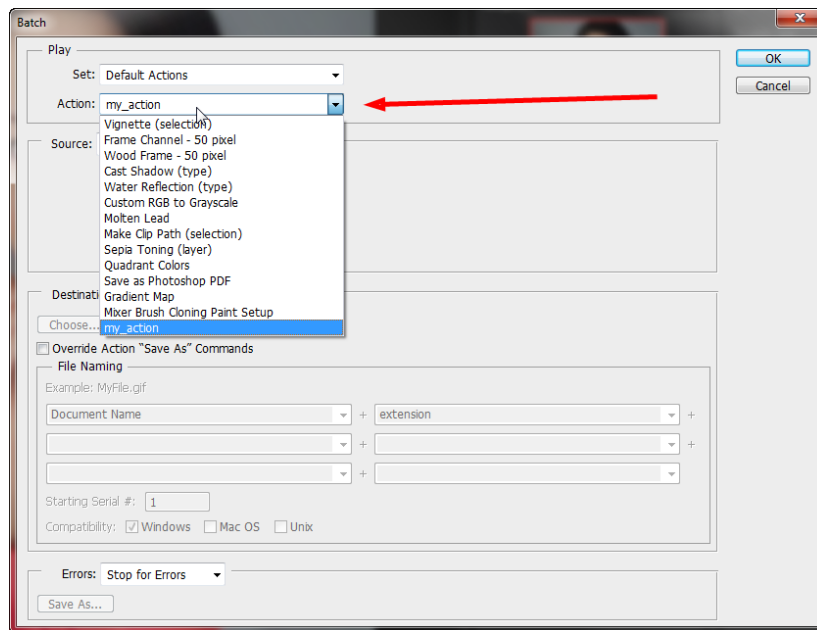 Batch
Play
OK
Set: Default Actions
Cancel
Action: my_action
Vignette (selection)
Source:
Frame Channel - 50 pixel
Wood Frame - 50 pixel
Cast Shadow (type)
Water Reflection (type)
Custom RGB to Grayscale
Molten Lead
Make Clip Path (selection)
Sepia Toning (layer)
Quadrant Colors
Save as Photoshop PDF
Destinati
Gradient Map
Mixer Brush Cloning Paint Setup
Choose...
my_action
Override Action “Save As” Commands
File Naming
Example: MyFile.gif
Document Name + extension +
+ +
+
Starting Serial #: 1
Compatibility: Windows Mac OS Unix
Errors: Stop for Errors
Save As...